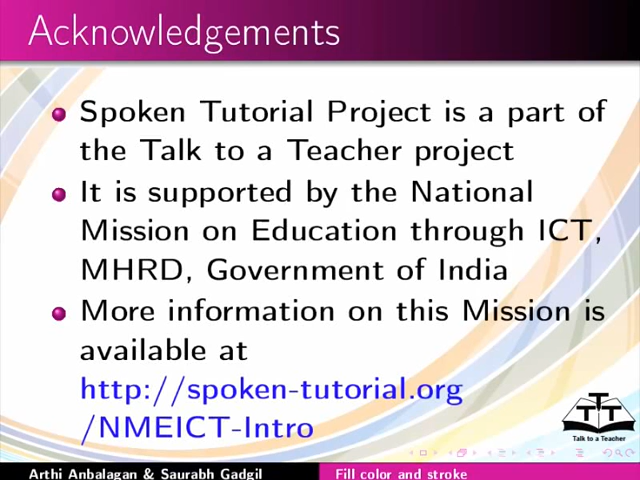 Acknowledgements
Spoken Tutorial Project is a part of
the Talk to a Teacher project
It is supported by the National
Mission on Education through ICT,
MHRD, Government of India
More information on this Mission is
available at
http://spoken-tutorial.org
/NMEICT-Intro
TTT
Talk to a Teacher
Arthi Anbalagan & Saurabh Gadgil
Fill color and stroke